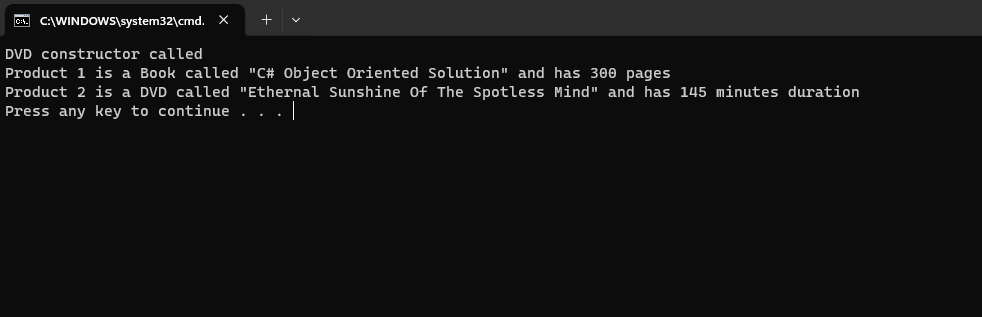 C:\WINDOWS\system32\cmd.
DVD constructor called
Product 1 is a Book called "C# Object Oriented Solution" and has 300 pages
Product 2 is a DVD called "Ethernal Sunshine Of The Spotless Mind" and has 145 minutes duration
Press any key to continue . . .